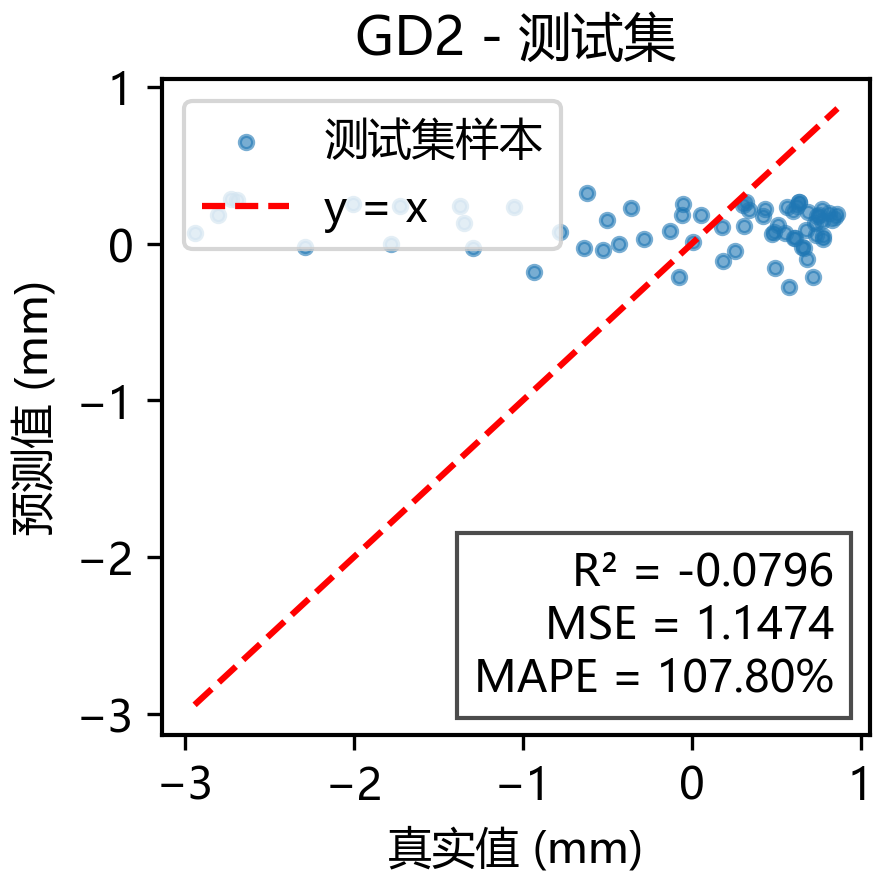 GD2 - 测试集
测试集样本
y = x
预测值 (mm)
1
0
−1
−2
−3
R² = -0.0796
MSE = 1.1474
MAPE = 107.80%
−3
−2
−1
0
1
真实值 (mm)